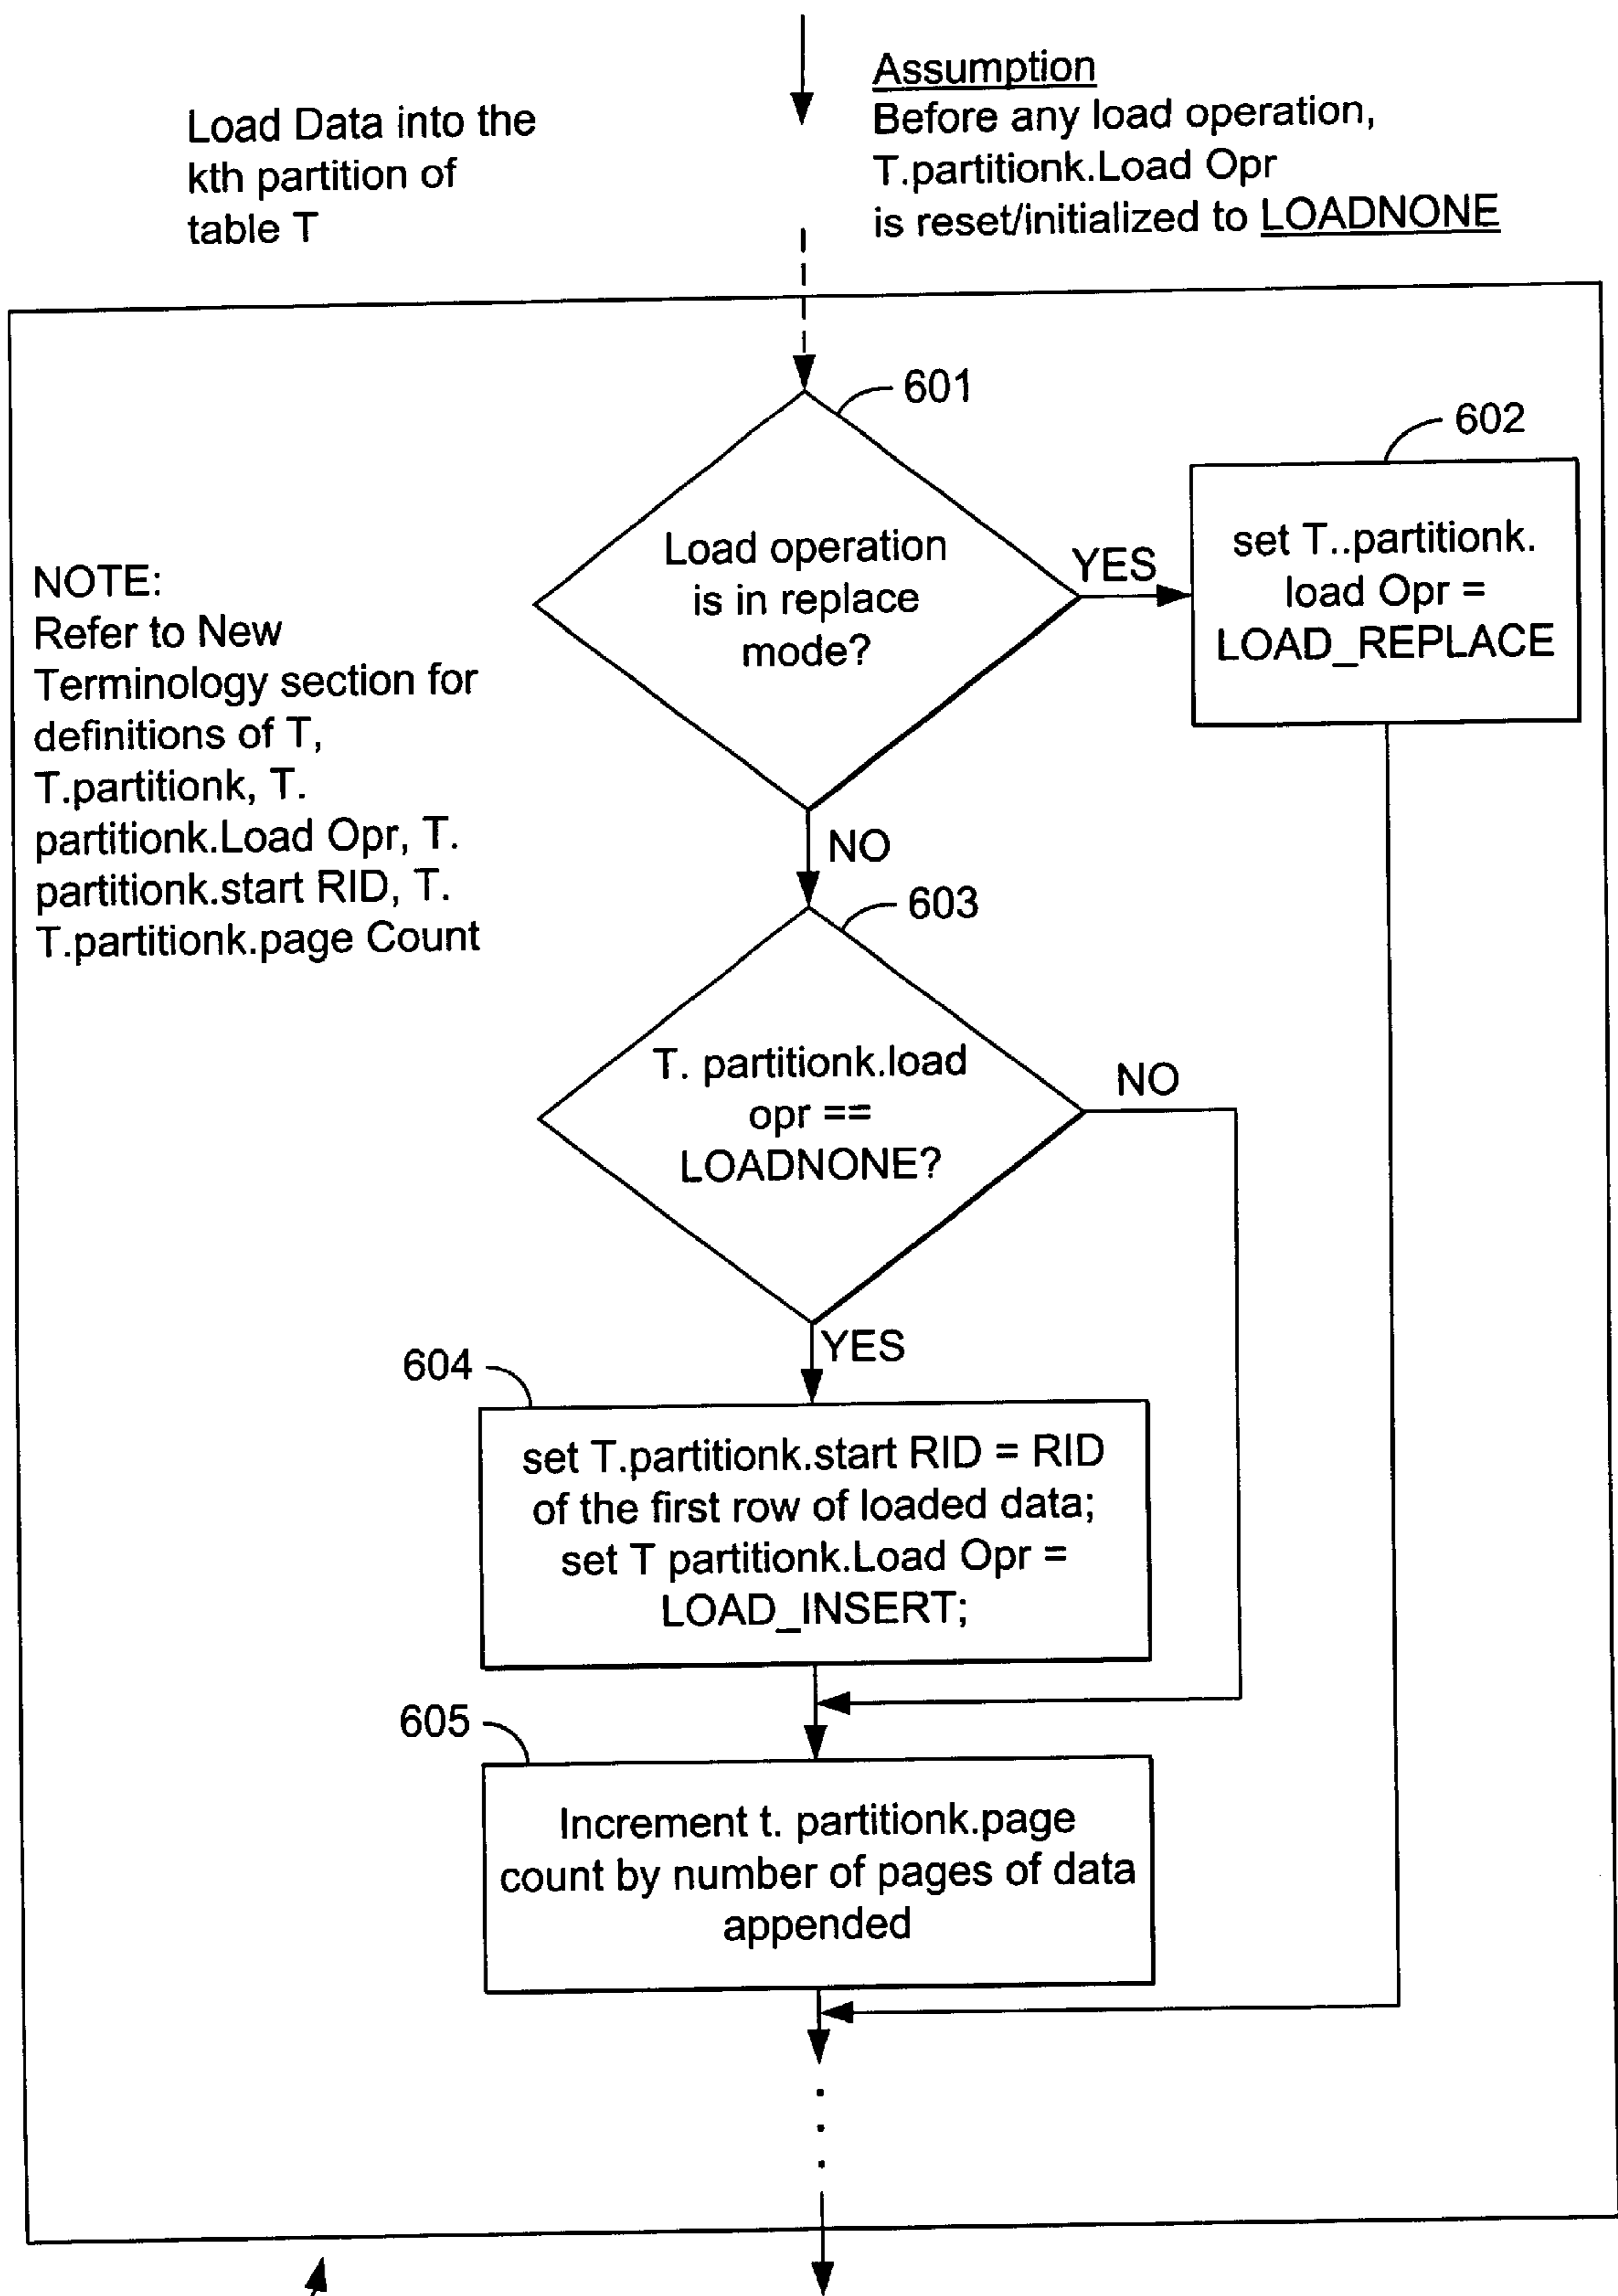 Load Data into the
kth partition of
table T
Assumption
Before any load operation,
T.partitionk.Load Opr
is reset/initialized to LOADNONE
601
602
Load operation
is in replace
mode?
YES
set T..partitionk.
load Opr =
LOAD_REPLACE
NOTE:
Refer to New
Terminology section for
definitions of T,
T.partitionk, T.
partitionk.Load Opr, T.
partitionk.start RID, T.
T.partitionk.page Count
NO
603
T. partitionk.load
opr ==
LOADNONE?
NO
YES
604
set T.partitionk.start RID = RID
of the first row of loaded data;
set T partitionk.Load Opr =
LOAD_INSERT;
605
Increment t. partitionk.page
count by number of pages of data
appended